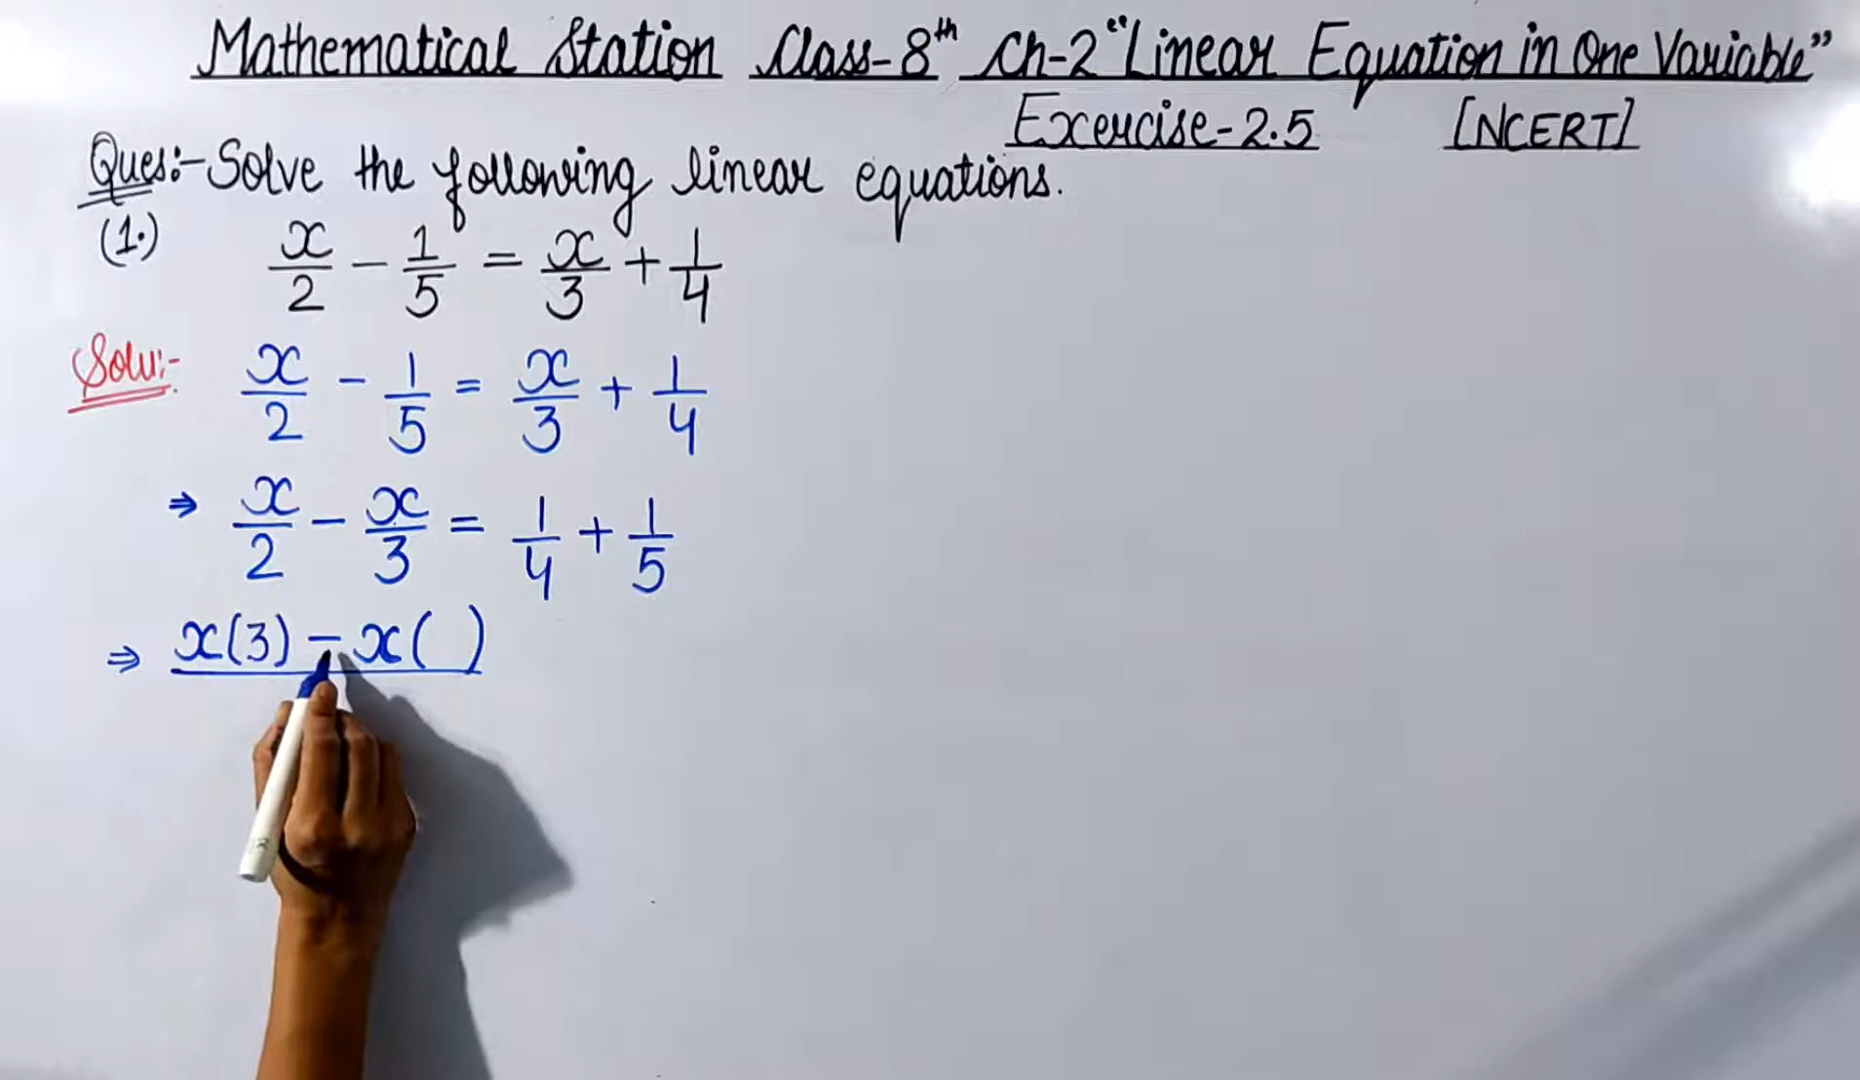 Mathematical Station Class-8th Ch-2 "Linear Equation in One Variable"
Exercise-2.5 [NCERT]
Ques:- Solve the following linear equations.
(1.) x/2 - 1/5 = x/3 + 1/4
Solu:- x/2 - 1/5 = x/3 + 1/4
⇒ x/2 - x/3 = 1/4 + 1/5
⇒ x(3) - x( )